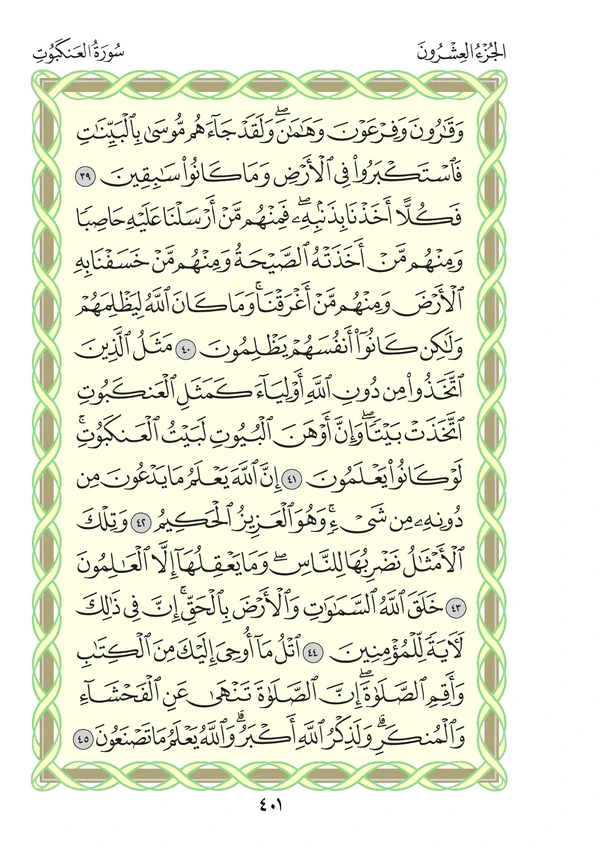 الجُزْءُ العِشْرُونَ
سُورَةُ العَنكَبُوتِ
وَقَٰرُونَ وَفِرْعَوْنَ وَهَٰمَٰنَۖ وَلَقَدْ جَآءَهُم مُّوسَىٰ بِٱلْبَيِّنَٰتِ
فَٱسْتَكْبَرُوا۟ فِى ٱلْأَرْضِ وَمَا كَانُوا۟ سَٰبِقِينَ ٣٩
فَكُلًّا أَخَذْنَا بِذَنۢبِهِۦۖ فَمِنْهُم مَّنْ أَرْسَلْنَا عَلَيْهِ حَاصِبًا
وَمِنْهُم مَّنْ أَخَذَتْهُ ٱلصَّيْحَةُ وَمِنْهُم مَّنْ خَسَفْنَا بِهِ
ٱلْأَرْضَ وَمِنْهُم مَّنْ أَغْرَقْنَاۚ وَمَا كَانَ ٱللَّهُ لِيَظْلِمَهُمْ
وَلَٰكِن كَانُوٓا۟ أَنفُسَهُمْ يَظْلِمُونَ ٤٠ مَثَلُ ٱلَّذِينَ
ٱتَّخَذُوا۟ مِن دُونِ ٱللَّهِ أَوْلِيَآءَ كَمَثَلِ ٱلْعَنكَبُوتِ
ٱتَّخَذَتْ بَيْتًاۖ وَإِنَّ أَوْهَنَ ٱلْبُيُوتِ لَبَيْتُ ٱلْعَنكَبُوتِۚ
لَوْ كَانُوا۟ يَعْلَمُونَ ٤١ إِنَّ ٱللَّهَ يَعْلَمُ مَا يَدْعُونَ مِن
دُونِهِۦ مِن شَىْءٍۚ وَهُوَ ٱلْعَزِيزُ ٱلْحَكِيمُ ٤٢ وَتِلْكَ
ٱلْأَمْثَٰلُ نَضْرِبُهَا لِلنَّاسِۖ وَمَا يَعْقِلُهَآ إِلَّا ٱلْعَٰلِمُونَ
٤٣ خَلَقَ ٱللَّهُ ٱلسَّمَٰوَٰتِ وَٱلْأَرْضَ بِٱلْحَقِّۚ إِنَّ فِى ذَٰلِكَ
لَءَايَةً لِّلْمُؤْمِنِينَ ٤٤ ٱتْلُ مَآ أُوحِىَ إِلَيْكَ مِنَ ٱلْكِتَٰبِ
وَأَقِمِ ٱلصَّلَوٰةَۖ إِنَّ ٱلصَّلَوٰةَ تَنْهَىٰ عَنِ ٱلْفَحْشَآءِ
وَٱلْمُنكَرِۗ وَلَذِكْرُ ٱللَّهِ أَكْبَرُۗ وَٱللَّهُ يَعْلَمُ مَا تَصْنَعُونَ ٤٥
٤٠١